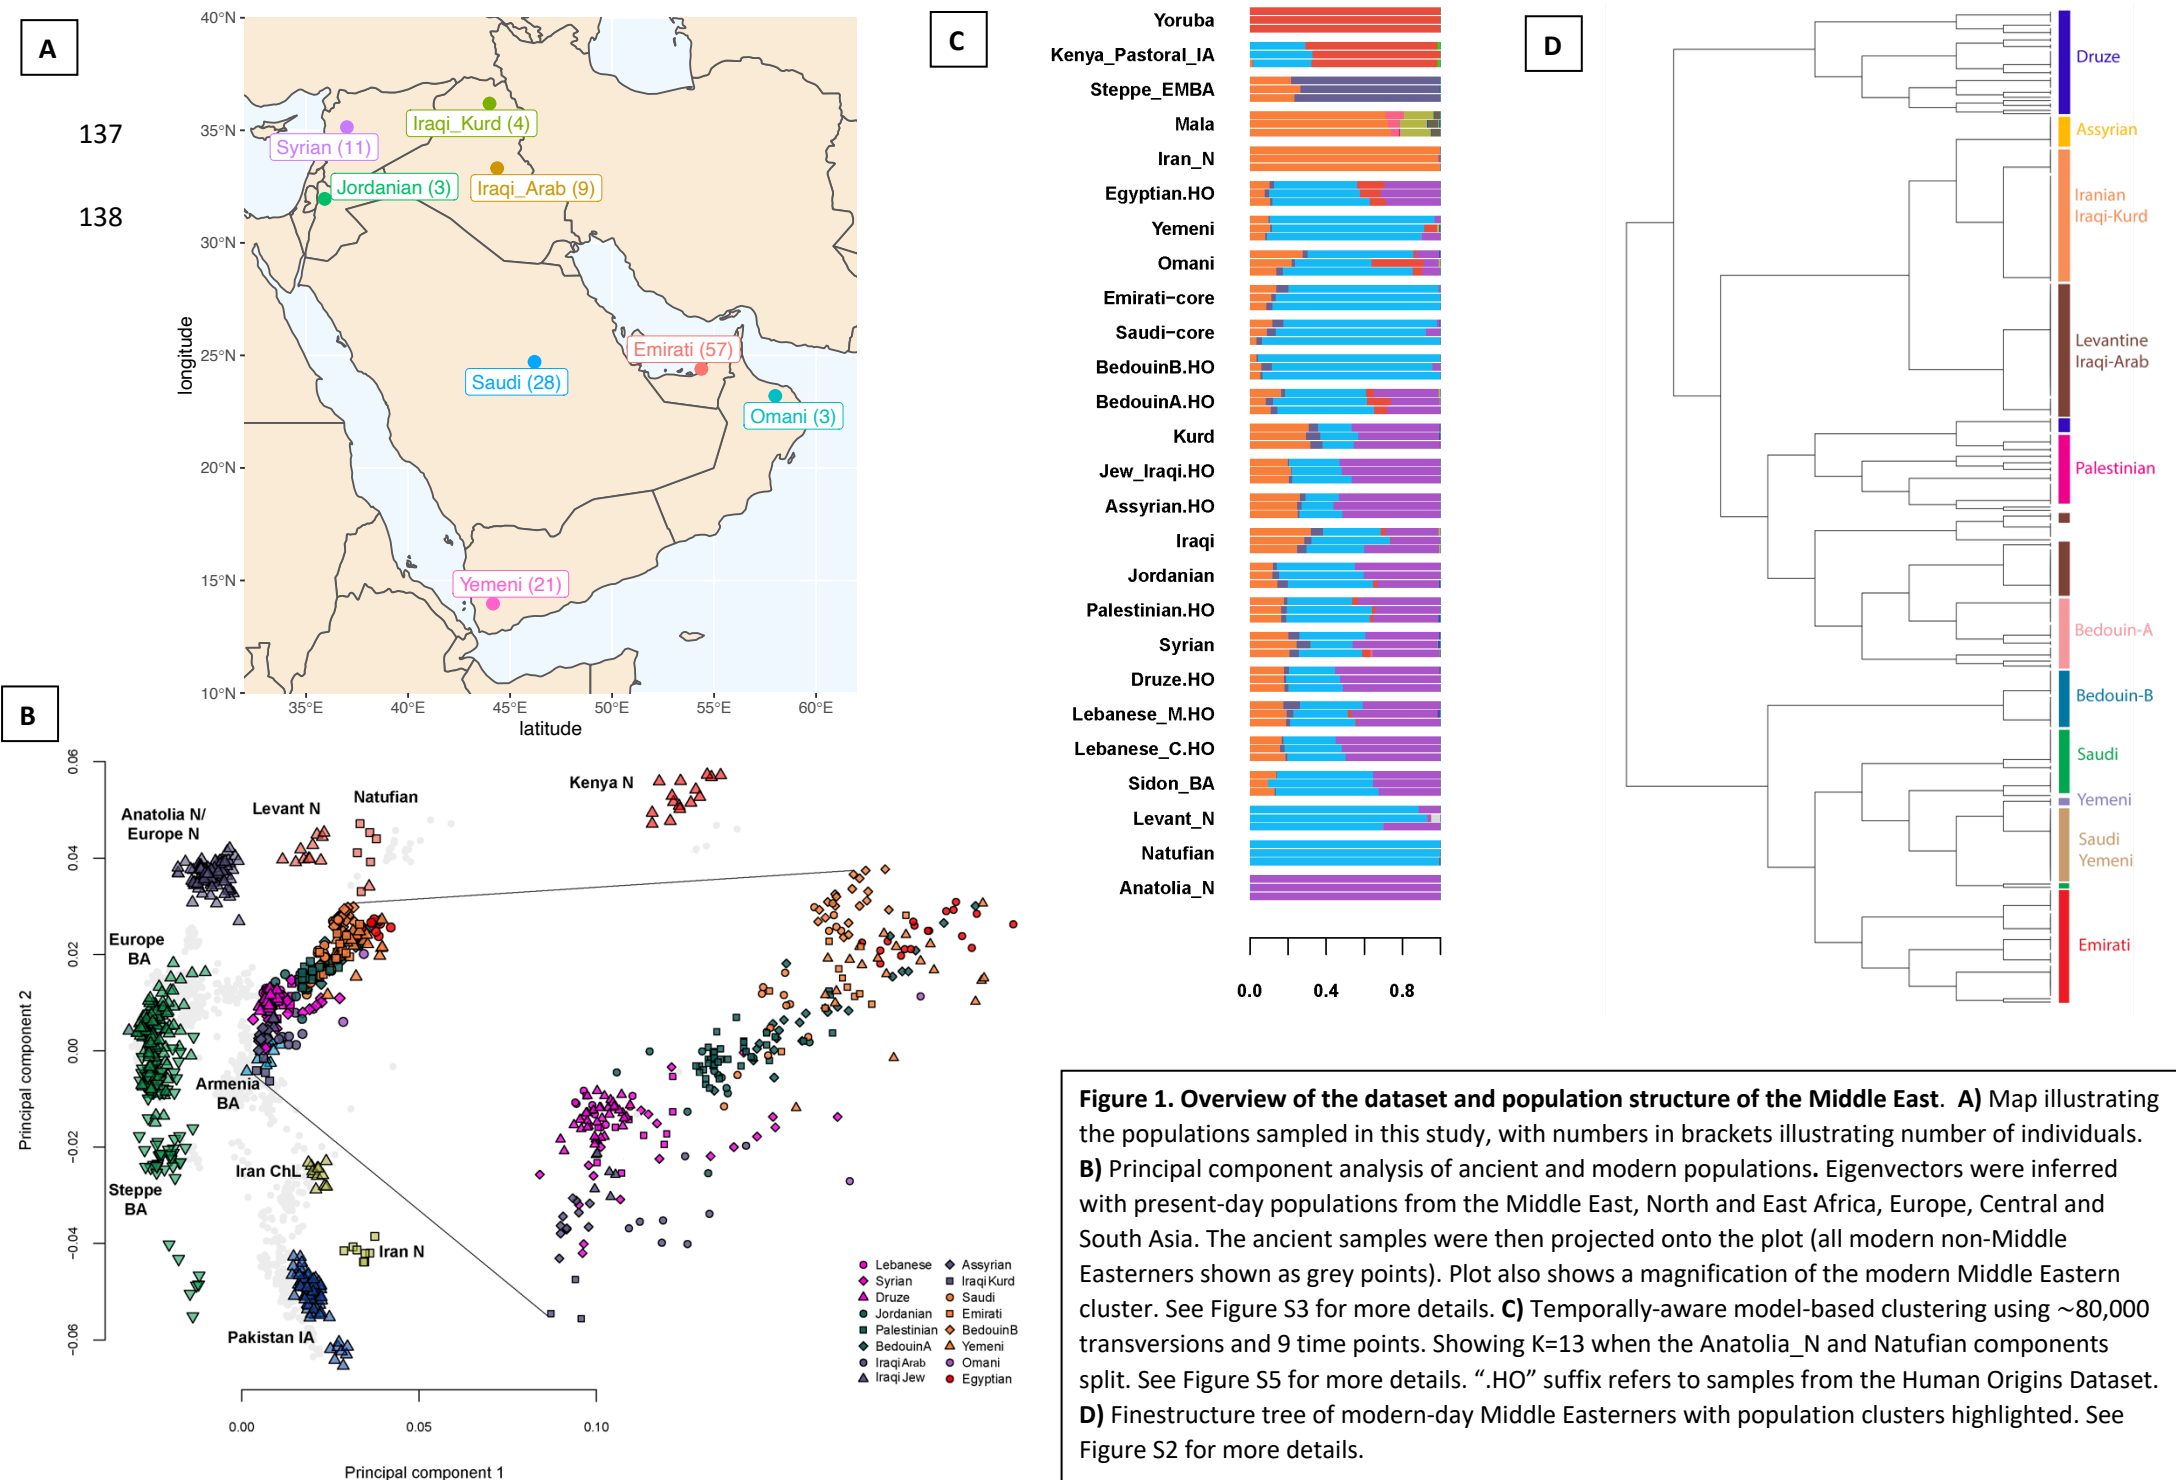 A
137
138
40°N
35°N
30°N
25°N
20°N
15°N
10°N
longitude
Iraqi_Kurd (4)
Syrian (11)
Jordanian (3)
Iraqi_Arab (9)
Emirati (57)
Saudi (28)
Omani (3)
Yemeni (21)
35°E
40°E
45°E
50°E
55°E
60°E
latitude
B
0.06
0.04
0.02
0.00
−0.02
−0.04
−0.06
Principal component 2
Anatolia N/
Europe N
Levant N
Natufian
Kenya N
Europe
BA
Armenia
BA
Iran ChL
Steppe
BA
Iran N
Pakistan IA
Lebanese
Syrian
Druze
Jordanian
Palestinian
BedouinA
Iraqi Arab
Iraqi Jew
Assyrian
Iraqi Kurd
Saudi
Emirati
BedouinB
Yemeni
Omani
Egyptian
0.00
0.05
0.10
Principal component 1
C
Yoruba
Kenya_Pastoral_IA
Steppe_EMBA
Mala
Iran_N
Egyptian.HO
Yemeni
Omani
Emirati−core
Saudi−core
BedouinB.HO
BedouinA.HO
Kurd
Jew_Iraqi.HO
Assyrian.HO
Iraqi
Jordanian
Palestinian.HO
Syrian
Druze.HO
Lebanese_M.HO
Lebanese_C.HO
Sidon_BA
Levant_N
Natufian
Anatolia_N
0.0
0.4
0.8
D
Druze
Assyrian
Iranian
Iraqi-Kurd
Levantine
Iraqi-Arab
Palestinian
Bedouin-A
Bedouin-B
Saudi
Yemeni
Saudi
Yemeni
Emirati
Figure 1. Overview of the dataset and population structure of the Middle East. A) Map illustrating
the populations sampled in this study, with numbers in brackets illustrating number of individuals.
B) Principal component analysis of ancient and modern populations. Eigenvectors were inferred
with present-day populations from the Middle East, North and East Africa, Europe, Central and
South Asia. The ancient samples were then projected onto the plot (all modern non-Middle
Easterners shown as grey points). Plot also shows a magnification of the modern Middle Eastern
cluster. See Figure S3 for more details. C) Temporally-aware model-based clustering using ∼80,000
transversions and 9 time points. Showing K=13 when the Anatolia_N and Natufian components
split. See Figure S5 for more details. “.HO” suffix refers to samples from the Human Origins Dataset.
D) Finestructure tree of modern-day Middle Easterners with population clusters highlighted. See
Figure S2 for more details.